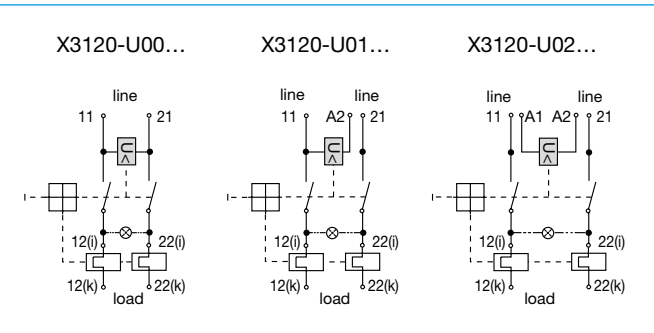 X3120-U00... X3120-U01... X3120-U02...
line line line line line
11 21 11 A2 21 11 A1 A2 21
U< U< U<
12(i) 22(i) 12(i) 22(i) 12(i) 22(i)
12(k) 22(k) 12(k) 22(k) 12(k) 22(k)
load load load